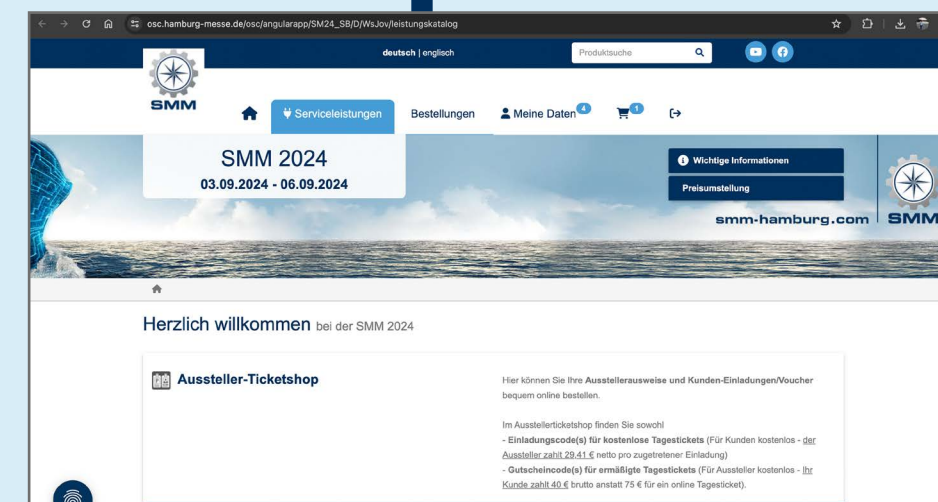 osc.hamburg-messe.de/osc/angularapp/SM24_SB/D/WsJov/leistungskatalog
deutsch | englisch
Produktsuche
SMM
Serviceleistungen
Bestellungen
Meine Daten 4
1
SMM 2024
03.09.2024 - 06.09.2024
Wichtige Informationen
Preisumstellung
smm-hamburg.com
SMM
Herzlich willkommen bei der SMM 2024
Aussteller-Ticketshop
Hier können Sie Ihre Ausstellerausweise und Kunden-Einladungen/Voucher
bequem online bestellen.
Im Ausstellerticketshop finden Sie sowohl
- Einladungscode(s) für kostenlose Tagestickets (Für Kunden kostenlos - der
Aussteller zahlt 29,41 € netto pro zugetretener Einladung)
- Gutscheincode(s) für ermäßigte Tagestickets (Für Aussteller kostenlos - Ihr
Kunde zahlt 40 € brutto anstatt 75 € für ein online Tagesticket).